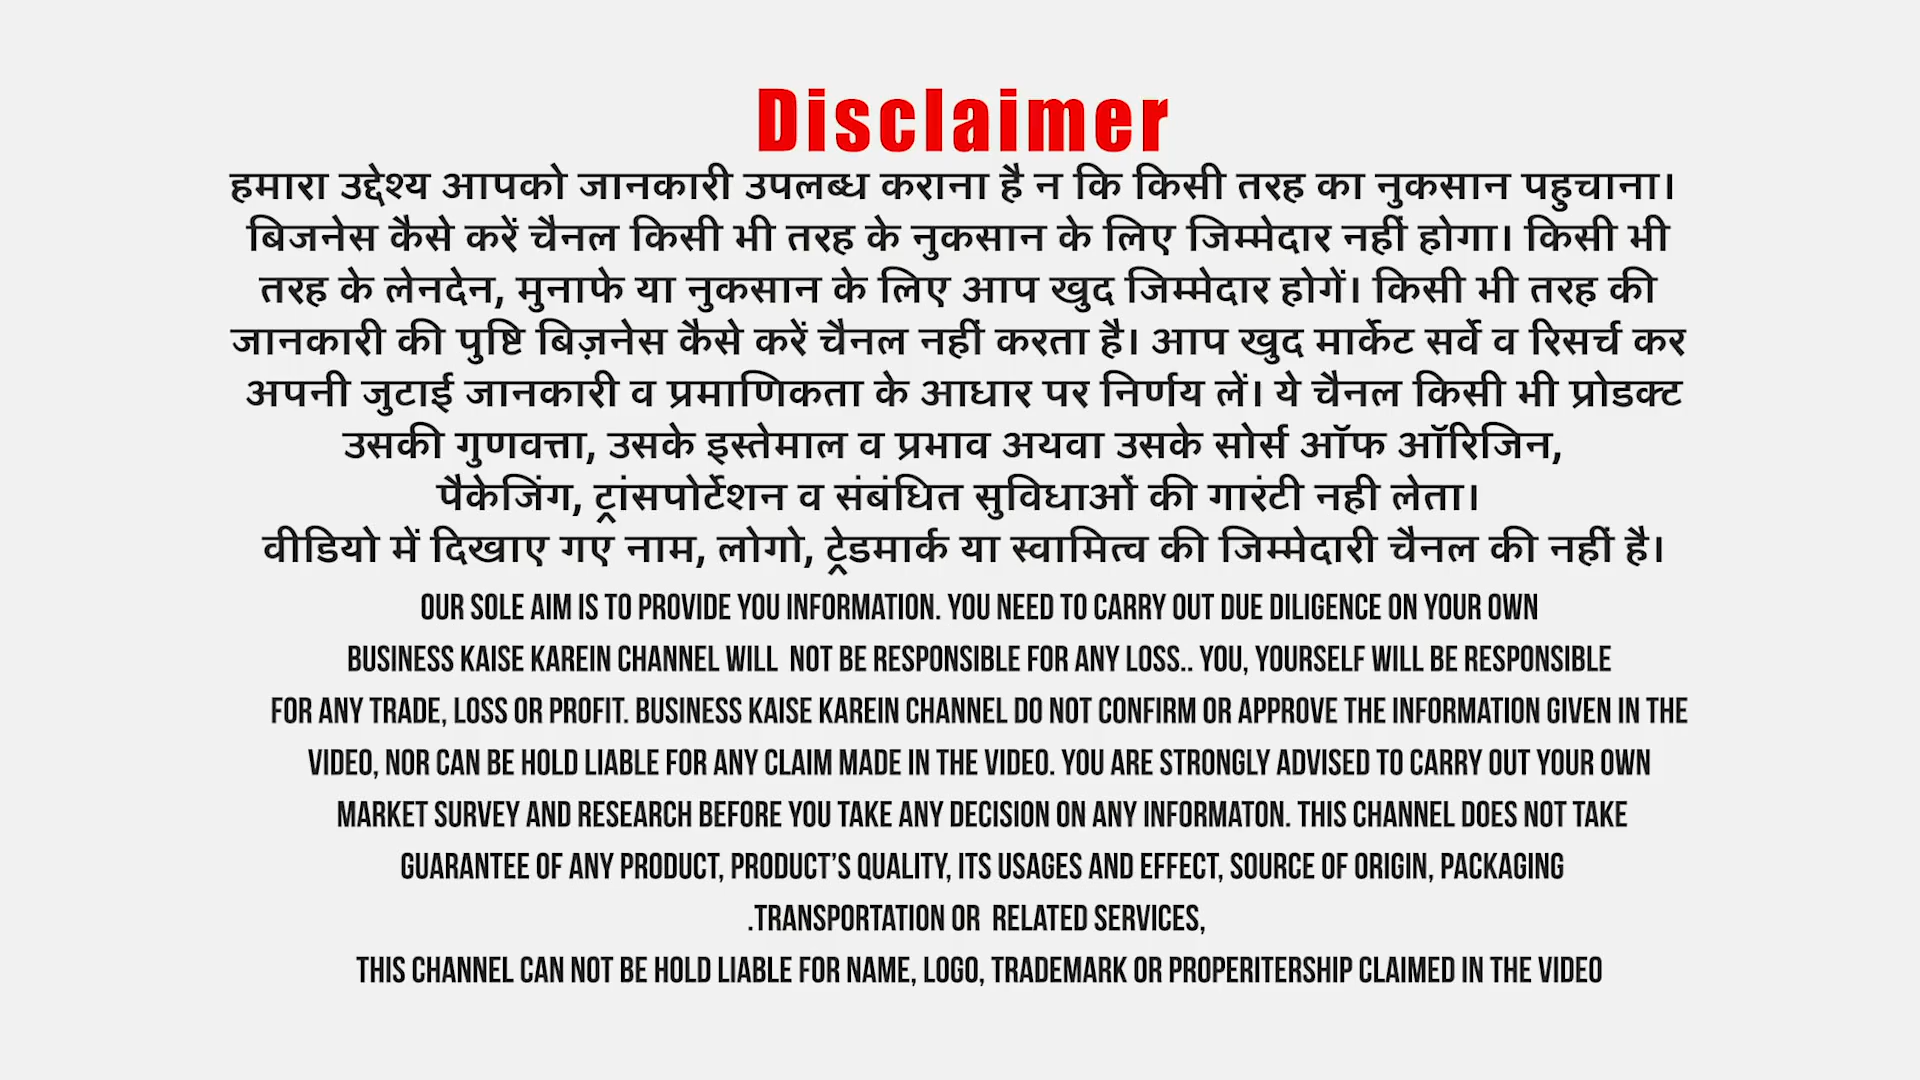 Disclaimer
हमारा उद्देश्य आपको जानकारी उपलब्ध कराना है न कि किसी तरह का नुकसान पहुचाना।
बिजनेस कैसे करें चैनल किसी भी तरह के नुकसान के लिए जिम्मेदार नहीं होगा। किसी भी
तरह के लेनदेन, मुनाफे या नुकसान के लिए आप खुद जिम्मेदार होगें। किसी भी तरह की
जानकारी की पुष्टि बिज़नेस कैसे करें चैनल नहीं करता है। आप खुद मार्केट सर्वे व रिसर्च कर
अपनी जुटाई जानकारी व प्रमाणिकता के आधार पर निर्णय लें। ये चैनल किसी भी प्रोडक्ट
उसकी गुणवत्ता, उसके इस्तेमाल व प्रभाव अथवा उसके सोर्स ऑफ ऑरिजिन,
पैकेजिंग, ट्रांसपोर्टेशन व संबंधित सुविधाओं की गारंटी नही लेता।
वीडियो में दिखाए गए नाम, लोगो, ट्रेडमार्क या स्वामित्व की जिम्मेदारी चैनल की नहीं है।
OUR SOLE AIM IS TO PROVIDE YOU INFORMATION. YOU NEED TO CARRY OUT DUE DILIGENCE ON YOUR OWN
BUSINESS KAISE KAREIN CHANNEL WILL  NOT BE RESPONSIBLE FOR ANY LOSS.. YOU, YOURSELF WILL BE RESPONSIBLE
FOR ANY TRADE, LOSS OR PROFIT. BUSINESS KAISE KAREIN CHANNEL DO NOT CONFIRM OR APPROVE THE INFORMATION GIVEN IN THE
VIDEO, NOR CAN BE HOLD LIABLE FOR ANY CLAIM MADE IN THE VIDEO. YOU ARE STRONGLY ADVISED TO CARRY OUT YOUR OWN
MARKET SURVEY AND RESEARCH BEFORE YOU TAKE ANY DECISION ON ANY INFORMATON. THIS CHANNEL DOES NOT TAKE
GUARANTEE OF ANY PRODUCT, PRODUCT’S QUALITY, ITS USAGES AND EFFECT, SOURCE OF ORIGIN, PACKAGING
.TRANSPORTATION OR  RELATED SERVICES,
THIS CHANNEL CAN NOT BE HOLD LIABLE FOR NAME, LOGO, TRADEMARK OR PROPERITERSHIP CLAIMED IN THE VIDEO